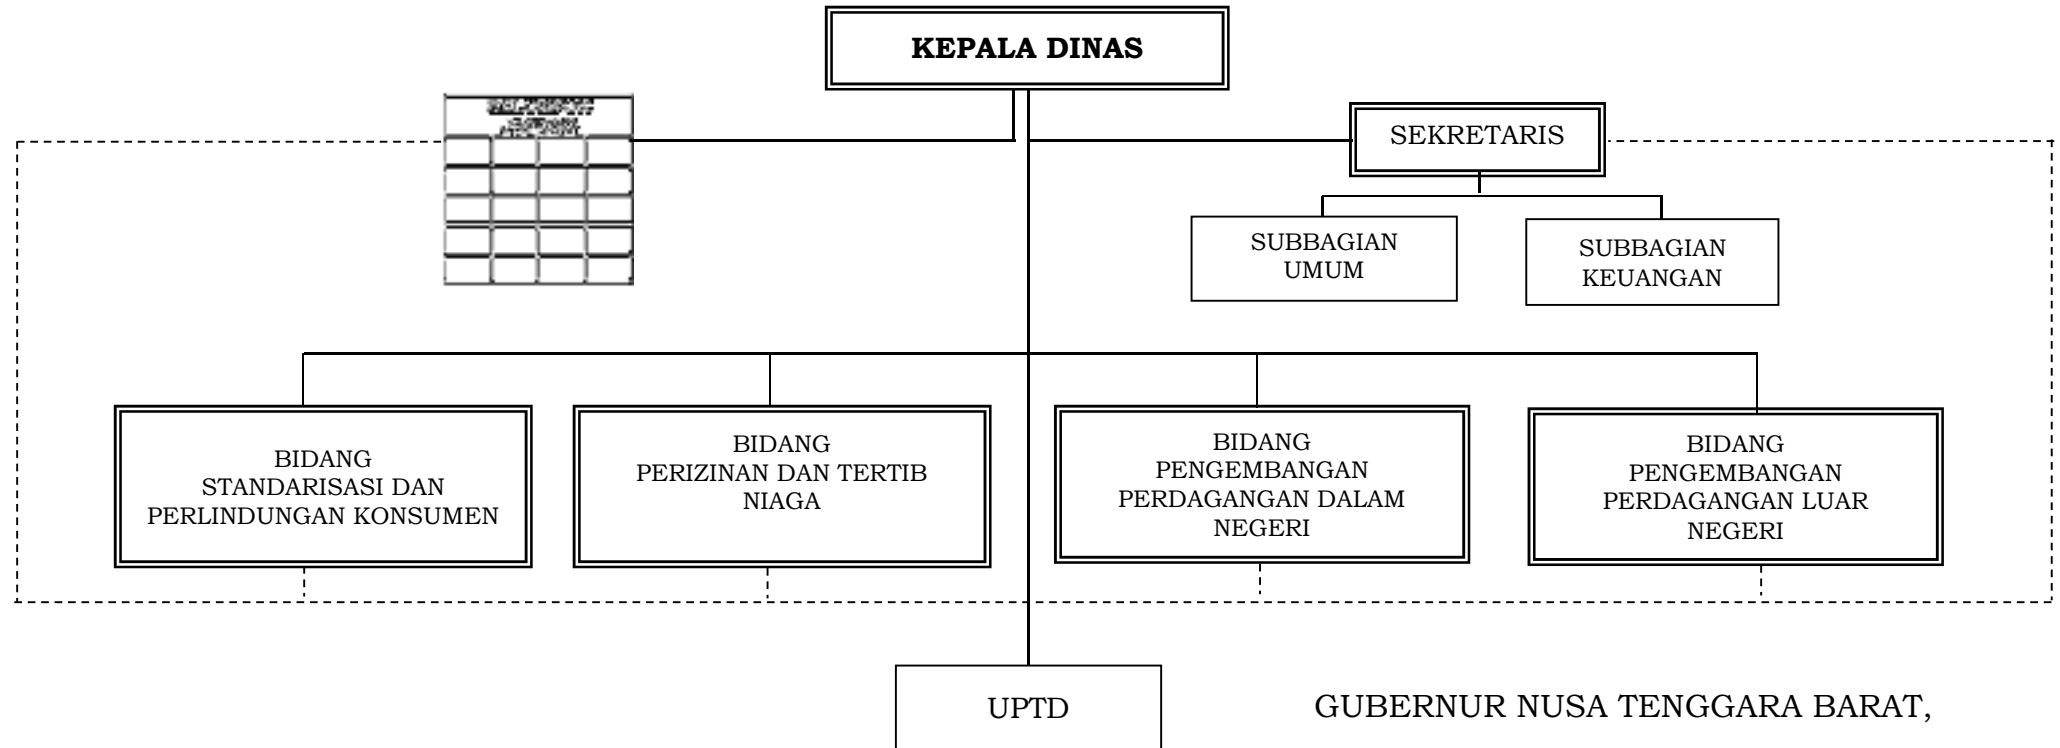 KEPALA DINAS
SEKRETARIS
SUBBAGIAN
UMUM
SUBBAGIAN
KEUANGAN
BIDANG
STANDARISASI DAN
PERLINDUNGAN KONSUMEN
BIDANG
PERIZINAN DAN TERTIB
NIAGA
BIDANG
PENGEMBANGAN
PERDAGANGAN DALAM
NEGERI
BIDANG
PENGEMBANGAN
PERDAGANGAN LUAR
NEGERI
UPTD
GUBERNUR NUSA TENGGARA BARAT,